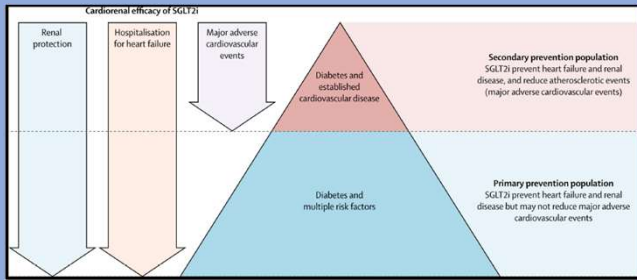 Cardiorenal efficacy of SGLT2i
Renal
protection
Hospitalisation
for heart failure
Major adverse
cardiovascular
events
Diabetes and
established
cardiovascular disease
Secondary prevention population
SGLT2i prevent heart failure and renal
disease, and reduce atherosclerotic events
(major adverse cardiovascular events)
Diabetes and
multiple risk factors
Primary prevention population
SGLT2i prevent heart failure and renal
disease but may not reduce major adverse
cardiovascular events